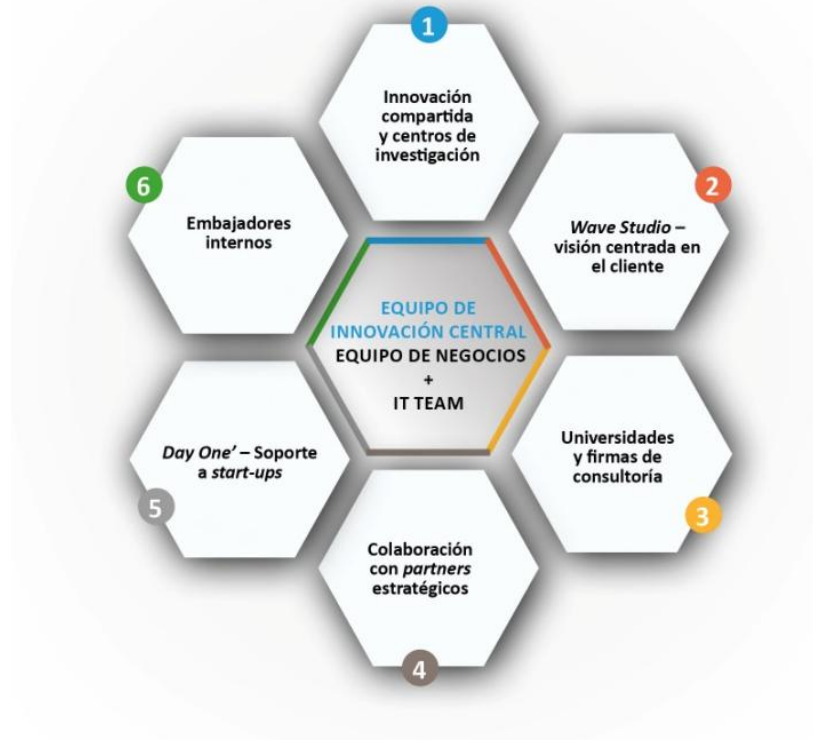 1
Innovación
compartida
y centros de
investigación
2
Wave Studio –
visión centrada en
el cliente
3
Universidades
y firmas de
consultoría
4
Colaboración
con partners
estratégicos
5
Day One’ – Soporte
a start-ups
6
Embajadores
internos
EQUIPO DE
INNOVACIÓN CENTRAL
EQUIPO DE NEGOCIOS
+
IT TEAM